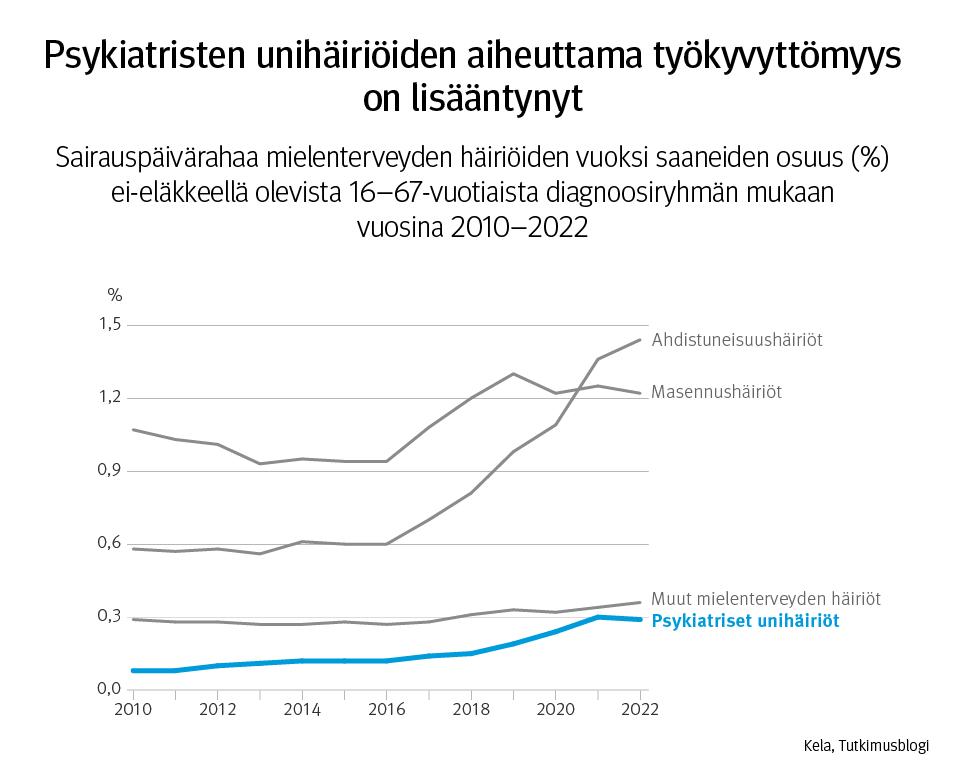 Psykiatristen unihäiriöiden aiheuttama työkyvyttömyys
on lisääntynyt
Sairauspäivärahaa mielenterveyden häiriöiden vuoksi saaneiden osuus (%)
ei-eläkkeellä olevista 16–67-vuotiaista diagnoosiryhmän mukaan
vuosina 2010–2022
%
1,5
Ahdistuneisuushäiriöt
Masennushäiriöt
1,2
0,9
0,6
Muut mielenterveyden häiriöt
0,3
Psykiatriset unihäiriöt
0,0
2010 2012 2014 2016 2018 2020 2022
Kela, Tutkimusblogi